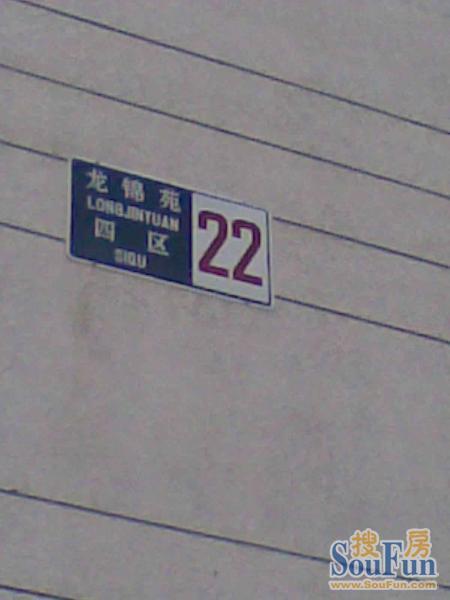 龙锦苑
LONGJINYUAN
四区
SIQU
22
搜房
SouFun
www.SouFun.com